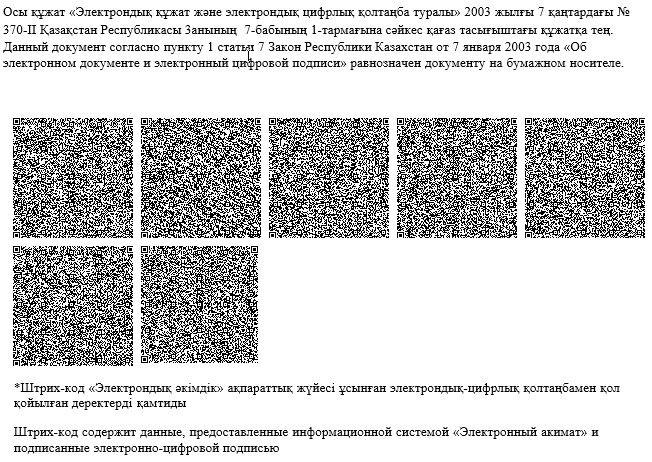 Осы құжат «Электрондық құжат және электрондық цифрлық қолтаңба туралы» 2003 жылғы 7 қаңтардағы №
370-II Қазақстан Республикасы Занының  7-бабының 1-тармағына сәйкес қағаз тасығыштағы құжатқа тең.
Данный документ согласно пункту 1 статьи 7 Закон Республики Казахстан от 7 января 2003 года «Об
электронном документе и электронный цифровой подписи» равнозначен документу на бумажном носителе.
*Штрих-код «Электрондық әкімдік» ақпараттық жүйесі ұсынған электрондық-цифрлық қолтаңбамен қол
қойылған деректерді қамтиды
Штрих-код содержит данные, предоставленные информационной системой «Электронный акимат» и
подписанные электронно-цифровой подписью